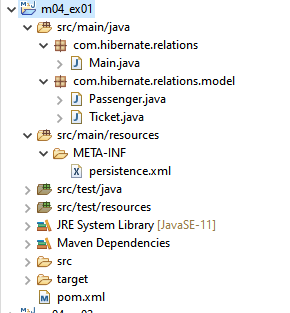 m04_ex01
src/main/java
com.hibernate.relations
Main.java
com.hibernate.relations.model
Passenger.java
Ticket.java
src/main/resources
META-INF
persistence.xml
src/test/java
src/test/resources
JRE System Library [JavaSE-11]
Maven Dependencies
src
target
pom.xml